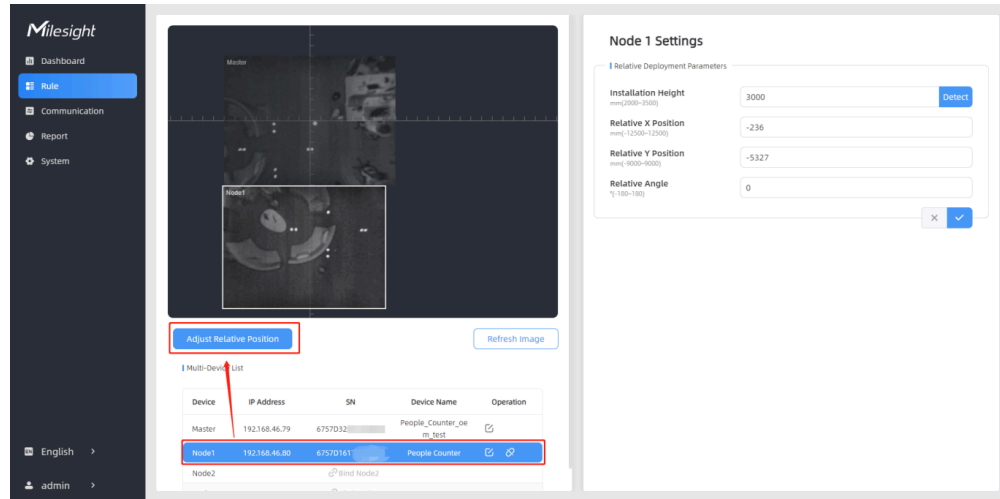 Milesight
Dashboard
Rule
Communication
Report
System
English
admin
Master
Node1
Adjust Relative Position
Refresh Image
Multi-Device List
Device IP Address SN Device Name Operation
Master 192.168.46.79 6757D32 People_Counter_oe
m_test
Node1 192.168.46.80 6757D161 People Counter
Node2 Bind Node2
Node 1 Settings
Relative Deployment Parameters
Installation Height 3000 Detect
mm(2000~3500)
Relative X Position -236
mm(-12500~12500)
Relative Y Position -5327
mm(-9000~9000)
Relative Angle 0
°(-180~180)